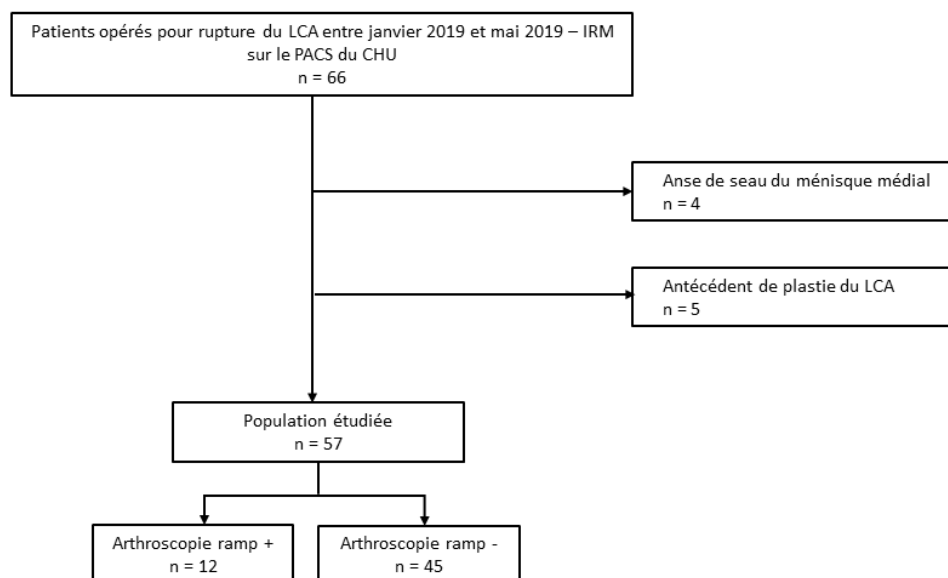 Patients opérés pour rupture du LCA entre janvier 2019 et mai 2019 – IRM
sur le PACS du CHU
n = 66
Anse de seau du ménisque médial
n = 4
Antécédent de plastie du LCA
n = 5
Population étudiée
n = 57
Arthroscopie ramp +
n = 12
Arthroscopie ramp -
n = 45